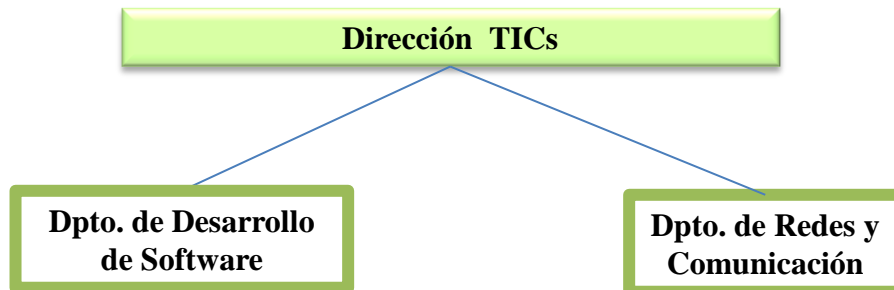 Dirección TICs
Dpto. de Desarrollo
de Software
Dpto. de Redes y
Comunicación